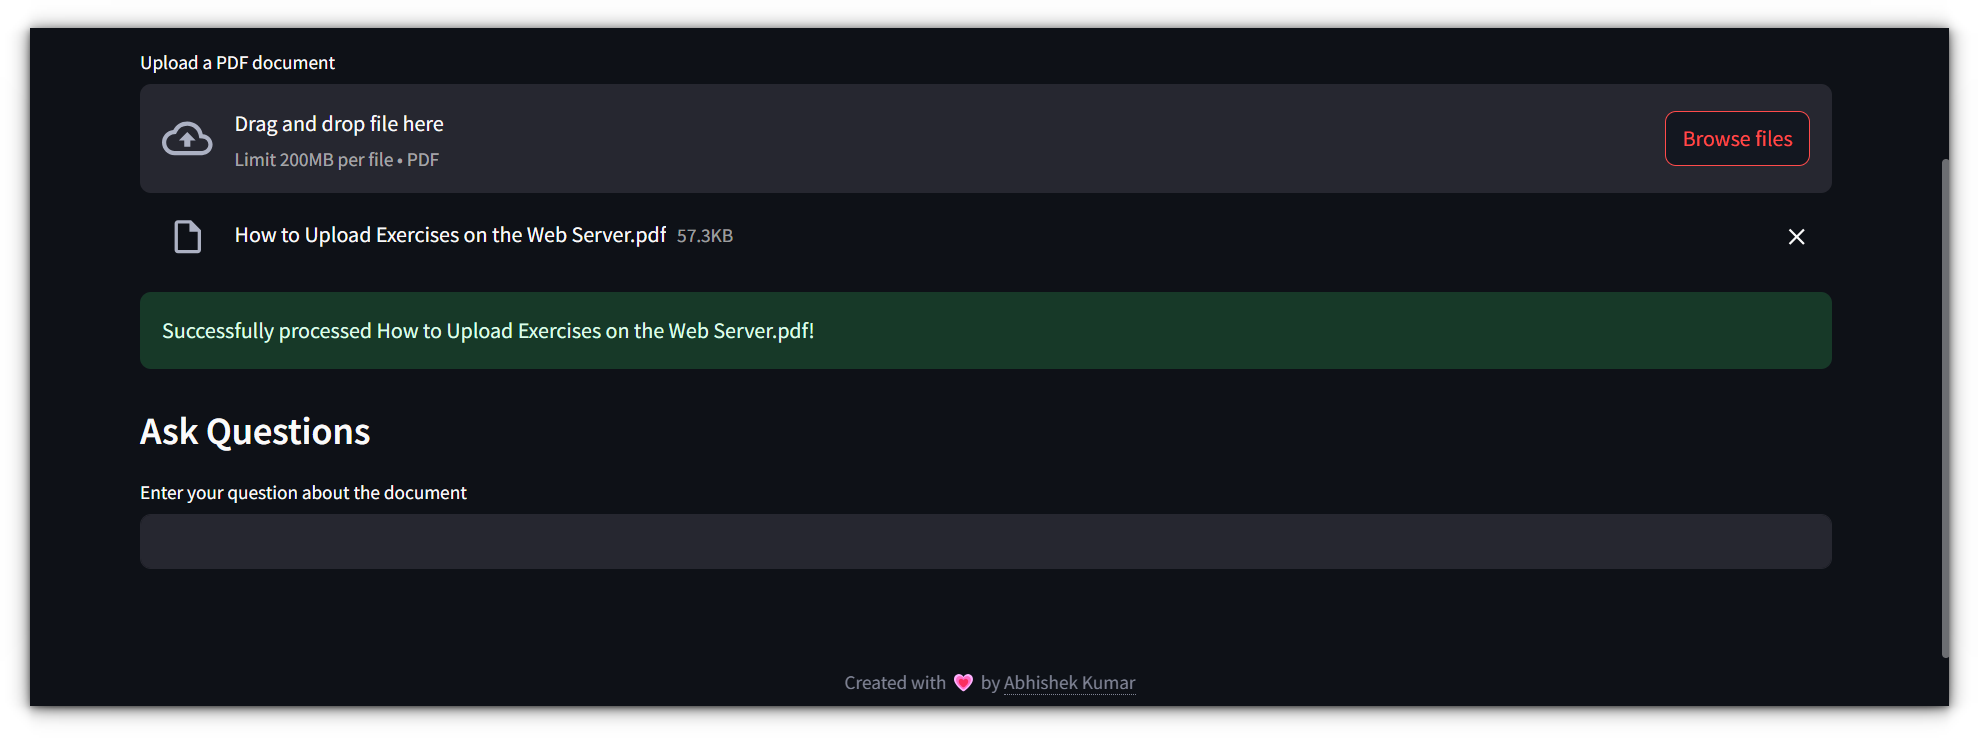 Upload a PDF document
Drag and drop file here
Limit 200MB per file • PDF
Browse files
How to Upload Exercises on the Web Server.pdf 57.3KB
Successfully processed How to Upload Exercises on the Web Server.pdf!
Ask Questions
Enter your question about the document
Created with 💗 by Abhishek Kumar